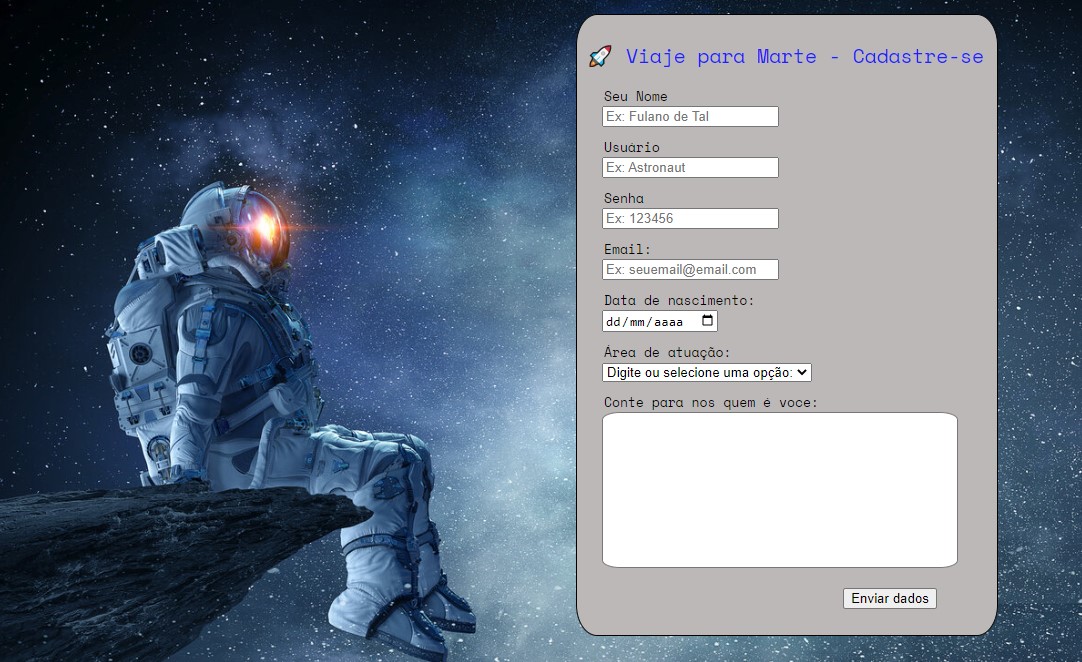 🚀 Viaje para Marte - Cadastre-se
Seu Nome
Ex: Fulano de Tal
Usuário
Ex: Astronaut
Senha
Ex: 123456
Email:
Ex: seuemail@email.com
Data de nascimento:
dd/mm/aaaa
Área de atuação:
Digite ou selecione uma opção:
Conte para nos quem é voce:
Enviar dados